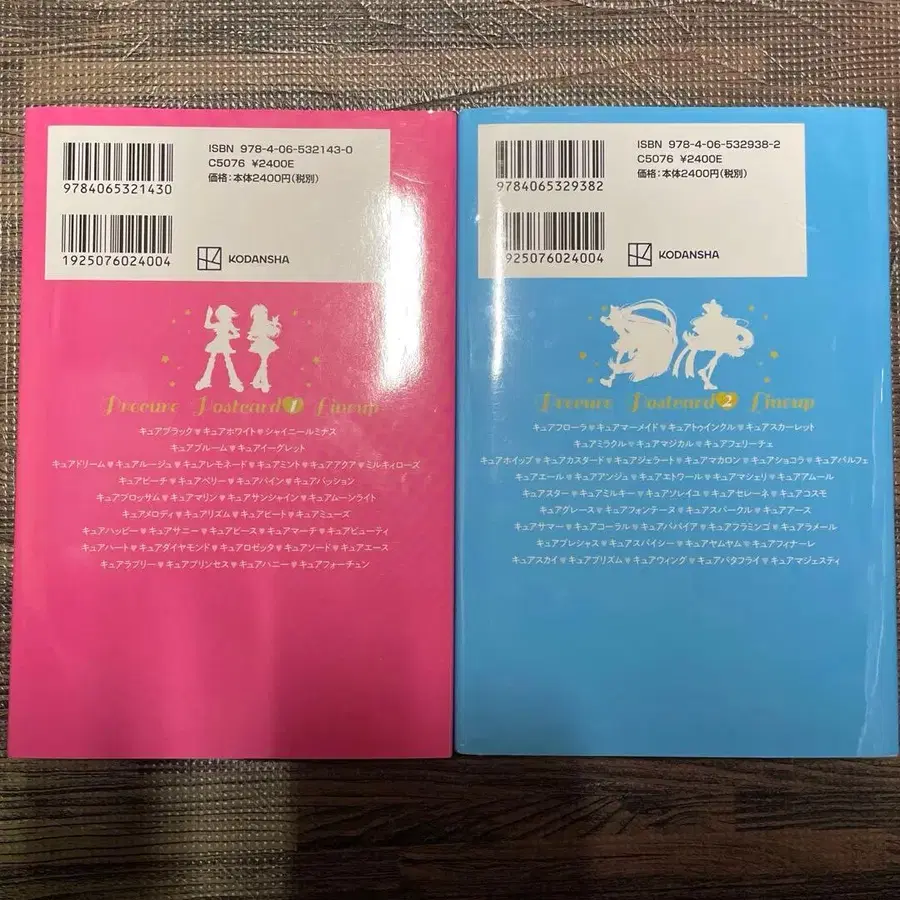 ISBN 978-4-06-532143-0
C5076 ¥2400E
価格:本体2400円(税別)
9784065321430
1925076024004
KODANSHA
Precure Postcard 1 Lineup
キュアブラック♥キュアホワイト♥シャイニールミナス
キュアブルーム♥キュアイーグレット
キュアドリーム♥キュアルージュ♥キュアレモネード♥キュアミント♥キュアアクア♥ミルキィローズ
キュアピーチ♥キュアベリー♥キュアパイン♥キュアパッション
キュアブロッサム♥キュアマリン♥キュアサンシャイン♥キュアムーンライト
キュアメロディ♥キュアリズム♥キュアビート♥キュアミューズ
キュアハッピー♥キュアサニー♥キュアピース♥キュアマーチ♥キュアビューティ
キュアハート♥キュアダイヤモンド♥キュアロゼッタ♥キュアソード♥キュアエース
キュアラブリー♥キュアプリンセス♥キュアハニー♥キュアフォーチュン
ISBN 978-4-06-532938-2
C5076 ¥2400E
価格:本体2400円(税別)
9784065329382
1925076024004
KODANSHA
Precure Postcard 2 Lineup
キュアフローラ♥キュアマーメイド♥キュアトゥインクル♥キュアスカーレット
キュアミラクル♥キュアマジカル♥キュアフェリーチェ
キュアホイップ♥キュアカスタード♥キュアジェラート♥キュアマカロン♥キュアショコラ♥キュアパルフェ
キュアエール♥キュアアンジュ♥キュアエトワール♥キュアマシェリ♥キュアアムール
キュアスター♥キュアミルキー♥キュアソレイユ♥キュアセレーネ♥キュアコスモ
キュアグレース♥キュアフォンテーヌ♥キュアスパークル♥キュアアース
キュアサマー♥キュアコーラル♥キュアパパイア♥キュアフラミンゴ♥キュアラメール
キュアプレシャス♥キュアスパイシー♥キュアヤムヤム♥キュアフィナーレ
キュアスカイ♥キュアプリズム♥キュアウィング♥キュアバタフライ♥キュアマジェスティ